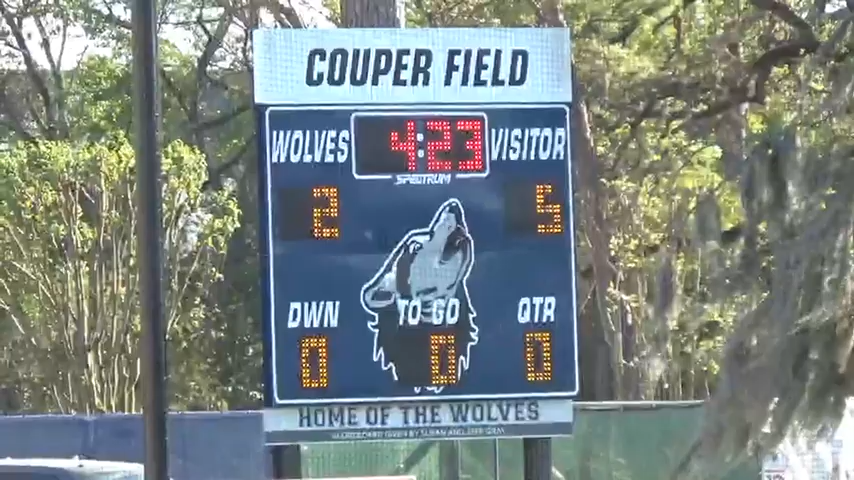 COUPER FIELD
WOLVES 4:23 VISITOR
SPECTRUM
2 5
DWN TO GO QTR
0 0 0
HOME OF THE WOLVES